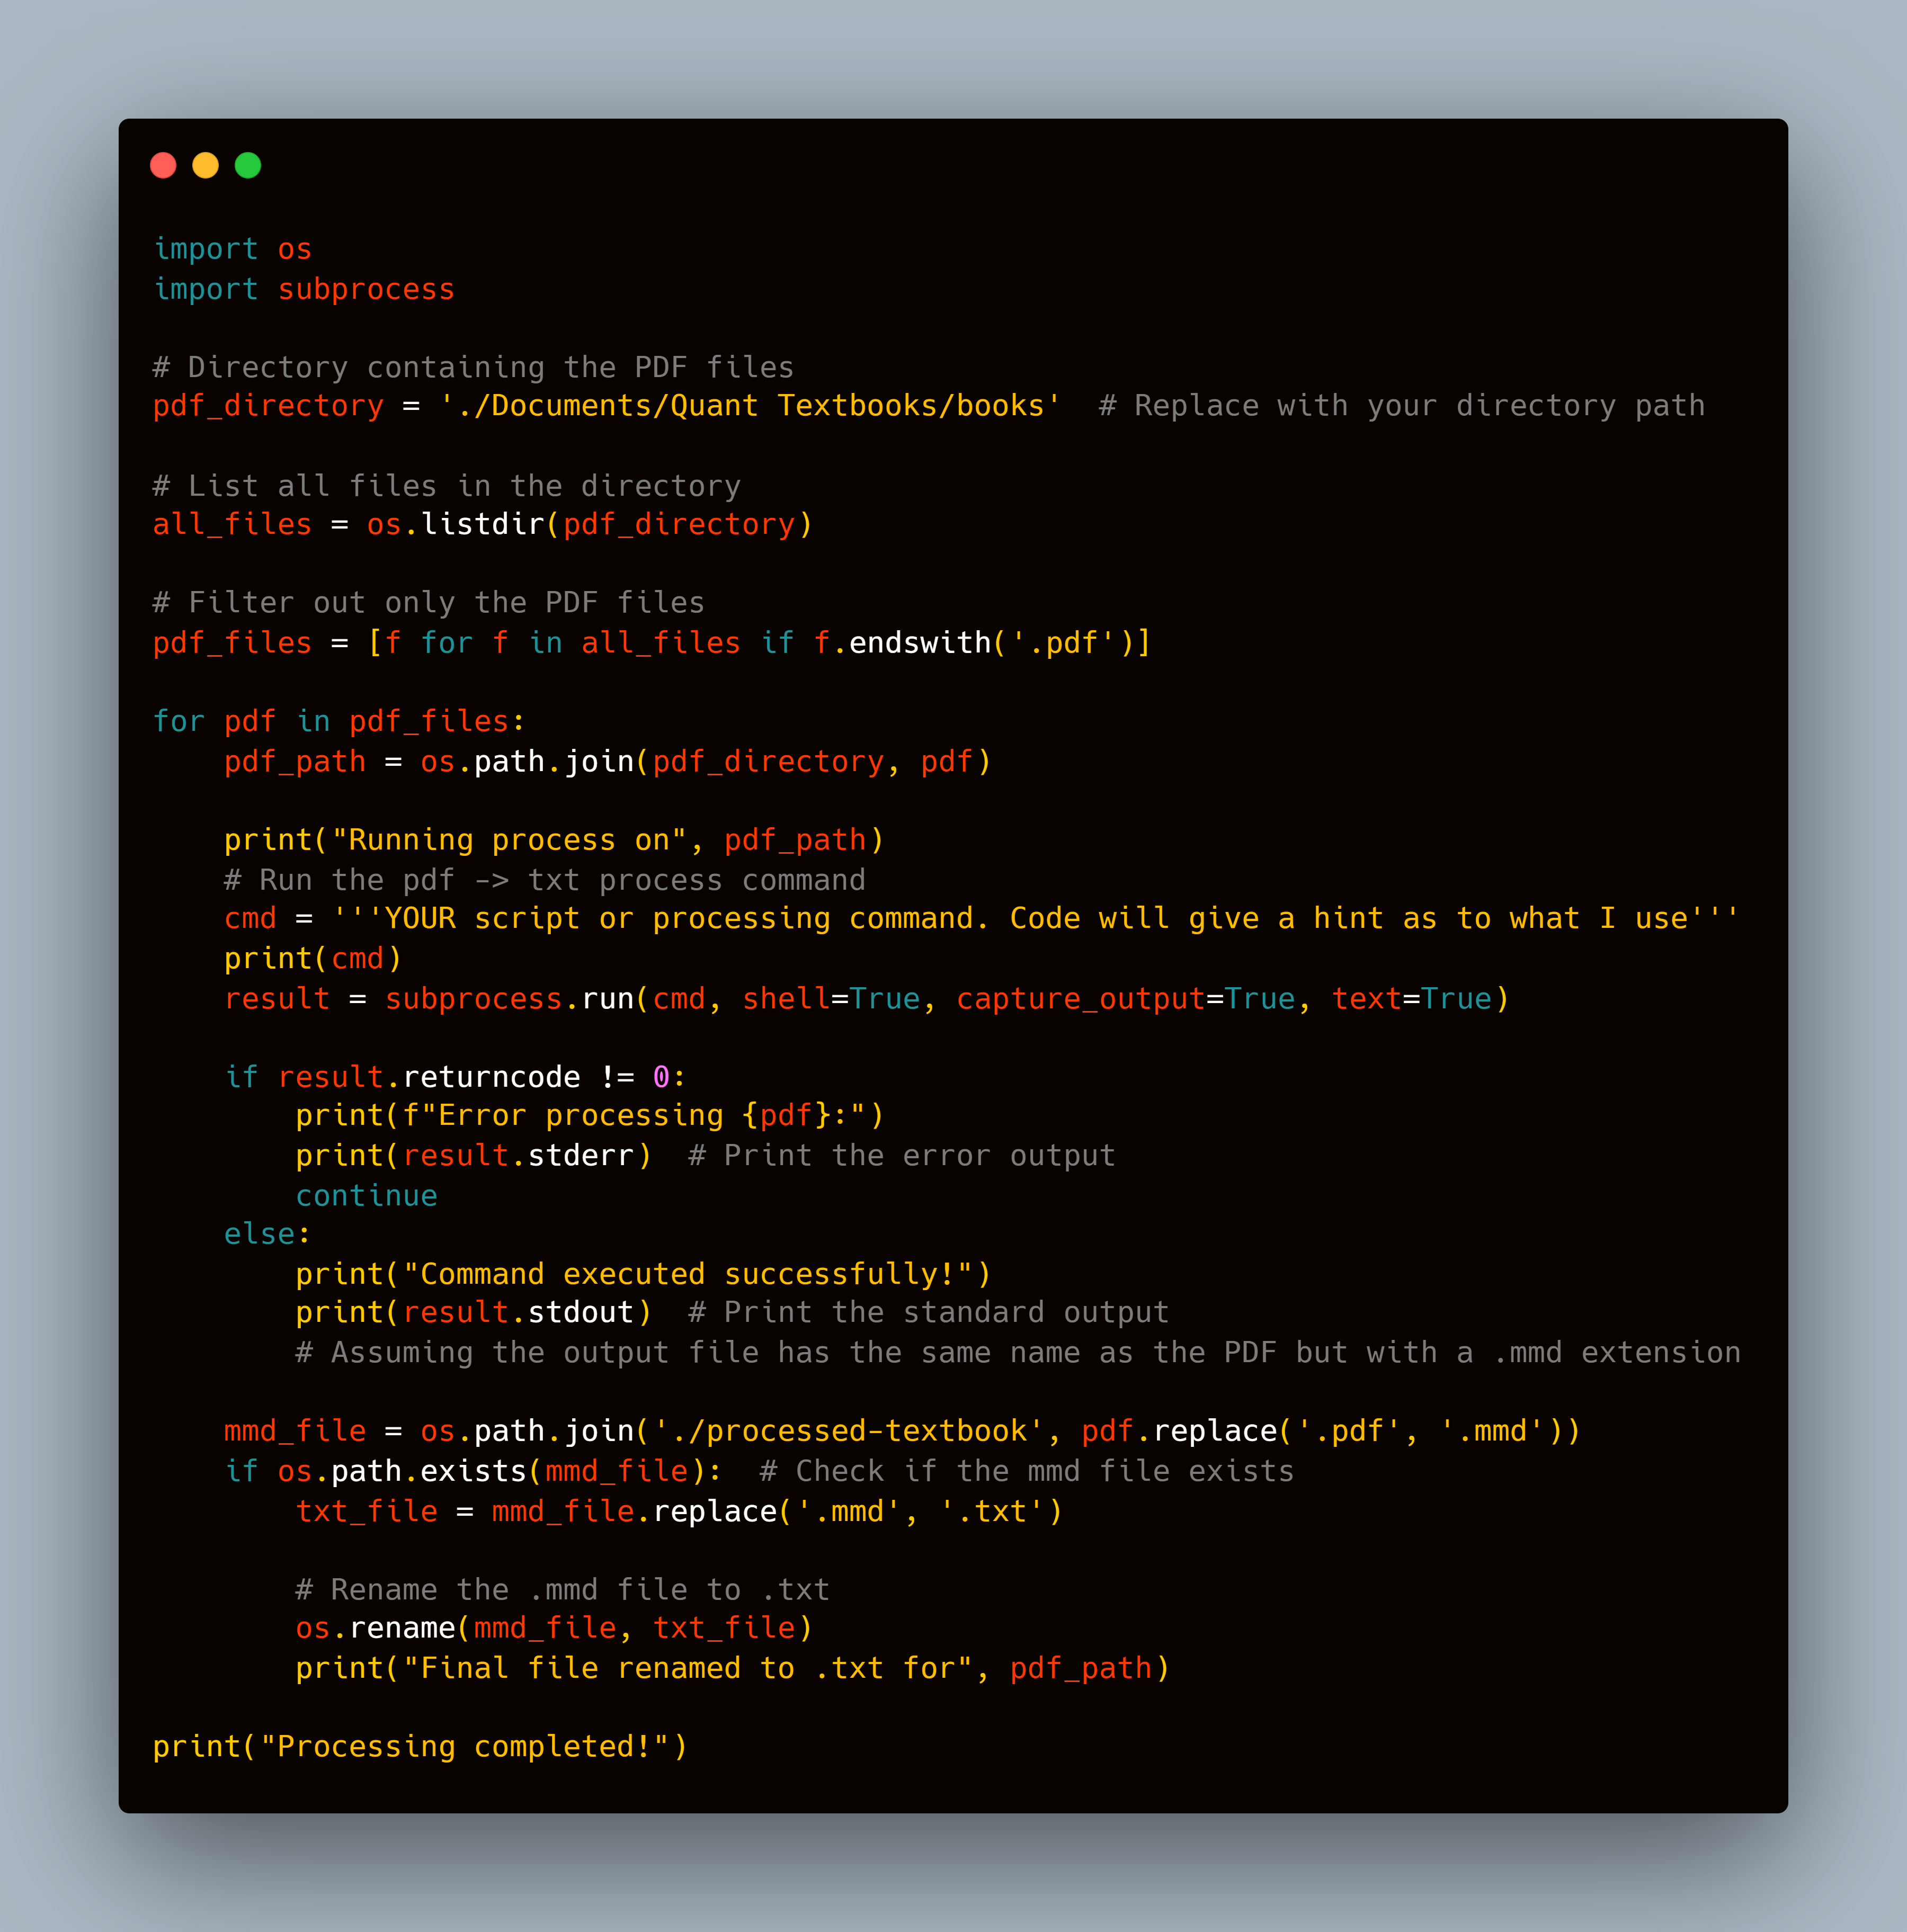 import os
import subprocess

# Directory containing the PDF files
pdf_directory = './Documents/Quant Textbooks/books'  # Replace with your directory path

# List all files in the directory
all_files = os.listdir(pdf_directory)

# Filter out only the PDF files
pdf_files = [f for f in all_files if f.endswith('.pdf')]

for pdf in pdf_files:
    pdf_path = os.path.join(pdf_directory, pdf)

    print("Running process on", pdf_path)
    # Run the pdf -> txt process command
    cmd = '''YOUR script or processing command. Code will give a hint as to what I use'''
    print(cmd)
    result = subprocess.run(cmd, shell=True, capture_output=True, text=True)

    if result.returncode != 0:
        print(f"Error processing {pdf}:")
        print(result.stderr)  # Print the error output
        continue
    else:
        print("Command executed successfully!")
        print(result.stdout)  # Print the standard output
        # Assuming the output file has the same name as the PDF but with a .mmd extension

    mmd_file = os.path.join('./processed-textbook', pdf.replace('.pdf', '.mmd'))
    if os.path.exists(mmd_file):  # Check if the mmd file exists
        txt_file = mmd_file.replace('.mmd', '.txt')

        # Rename the .mmd file to .txt
        os.rename(mmd_file, txt_file)
        print("Final file renamed to .txt for", pdf_path)

print("Processing completed!")